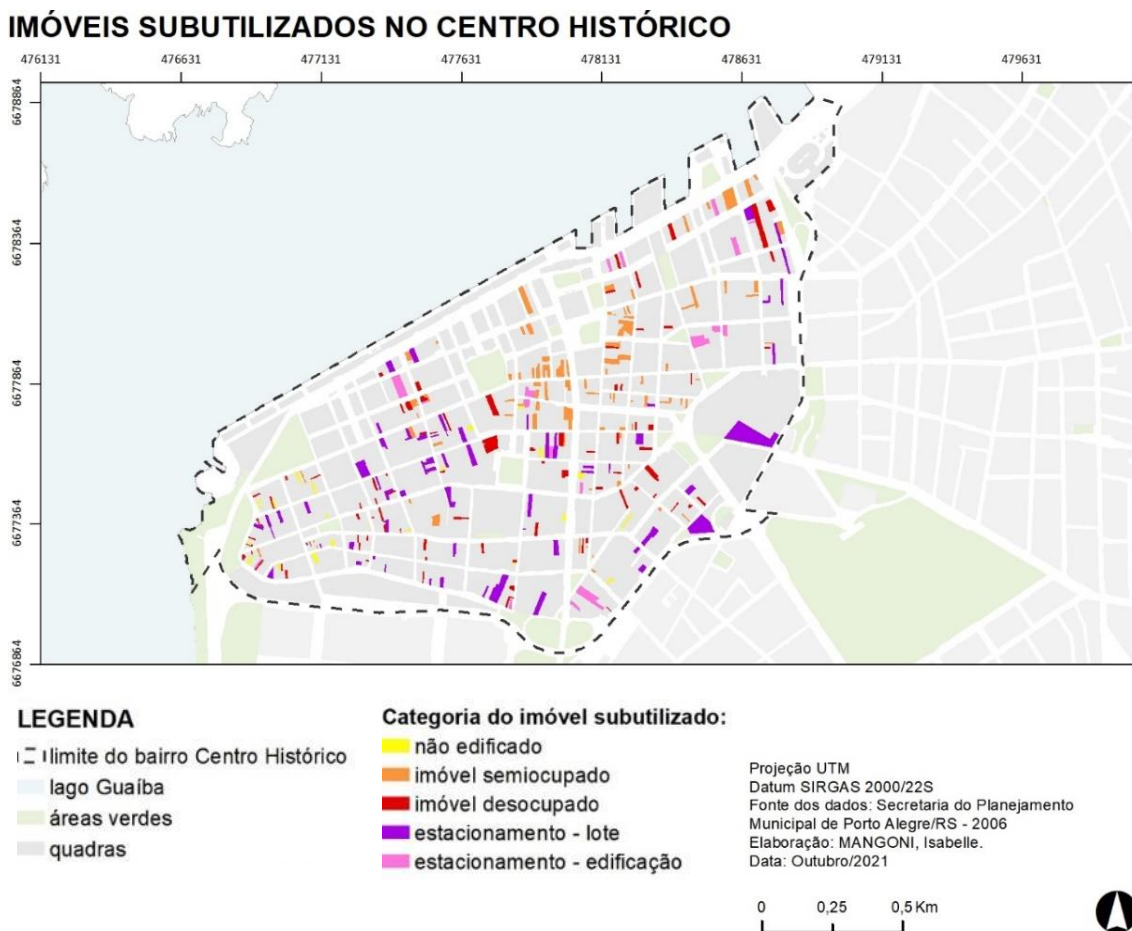 IMÓVEIS SUBUTILIZADOS NO CENTRO HISTÓRICO
476131 476631 477131 477631 478131 478631 479131 479631
6678864
6678364
6677864
6677364
6676864
LEGENDA
limite do bairro Centro Histórico
lago Guaíba
áreas verdes
quadras
Categoria do imóvel subutilizado:
não edificado
imóvel semiocupado
imóvel desocupado
estacionamento - lote
estacionamento - edificação
Projeção UTM
Datum SIRGAS 2000/22S
Fonte dos dados: Secretaria do Planejamento
Municipal de Porto Alegre/RS - 2006
Elaboração: MANGONI, Isabelle.
Data: Outubro/2021
0 0,25 0,5 Km